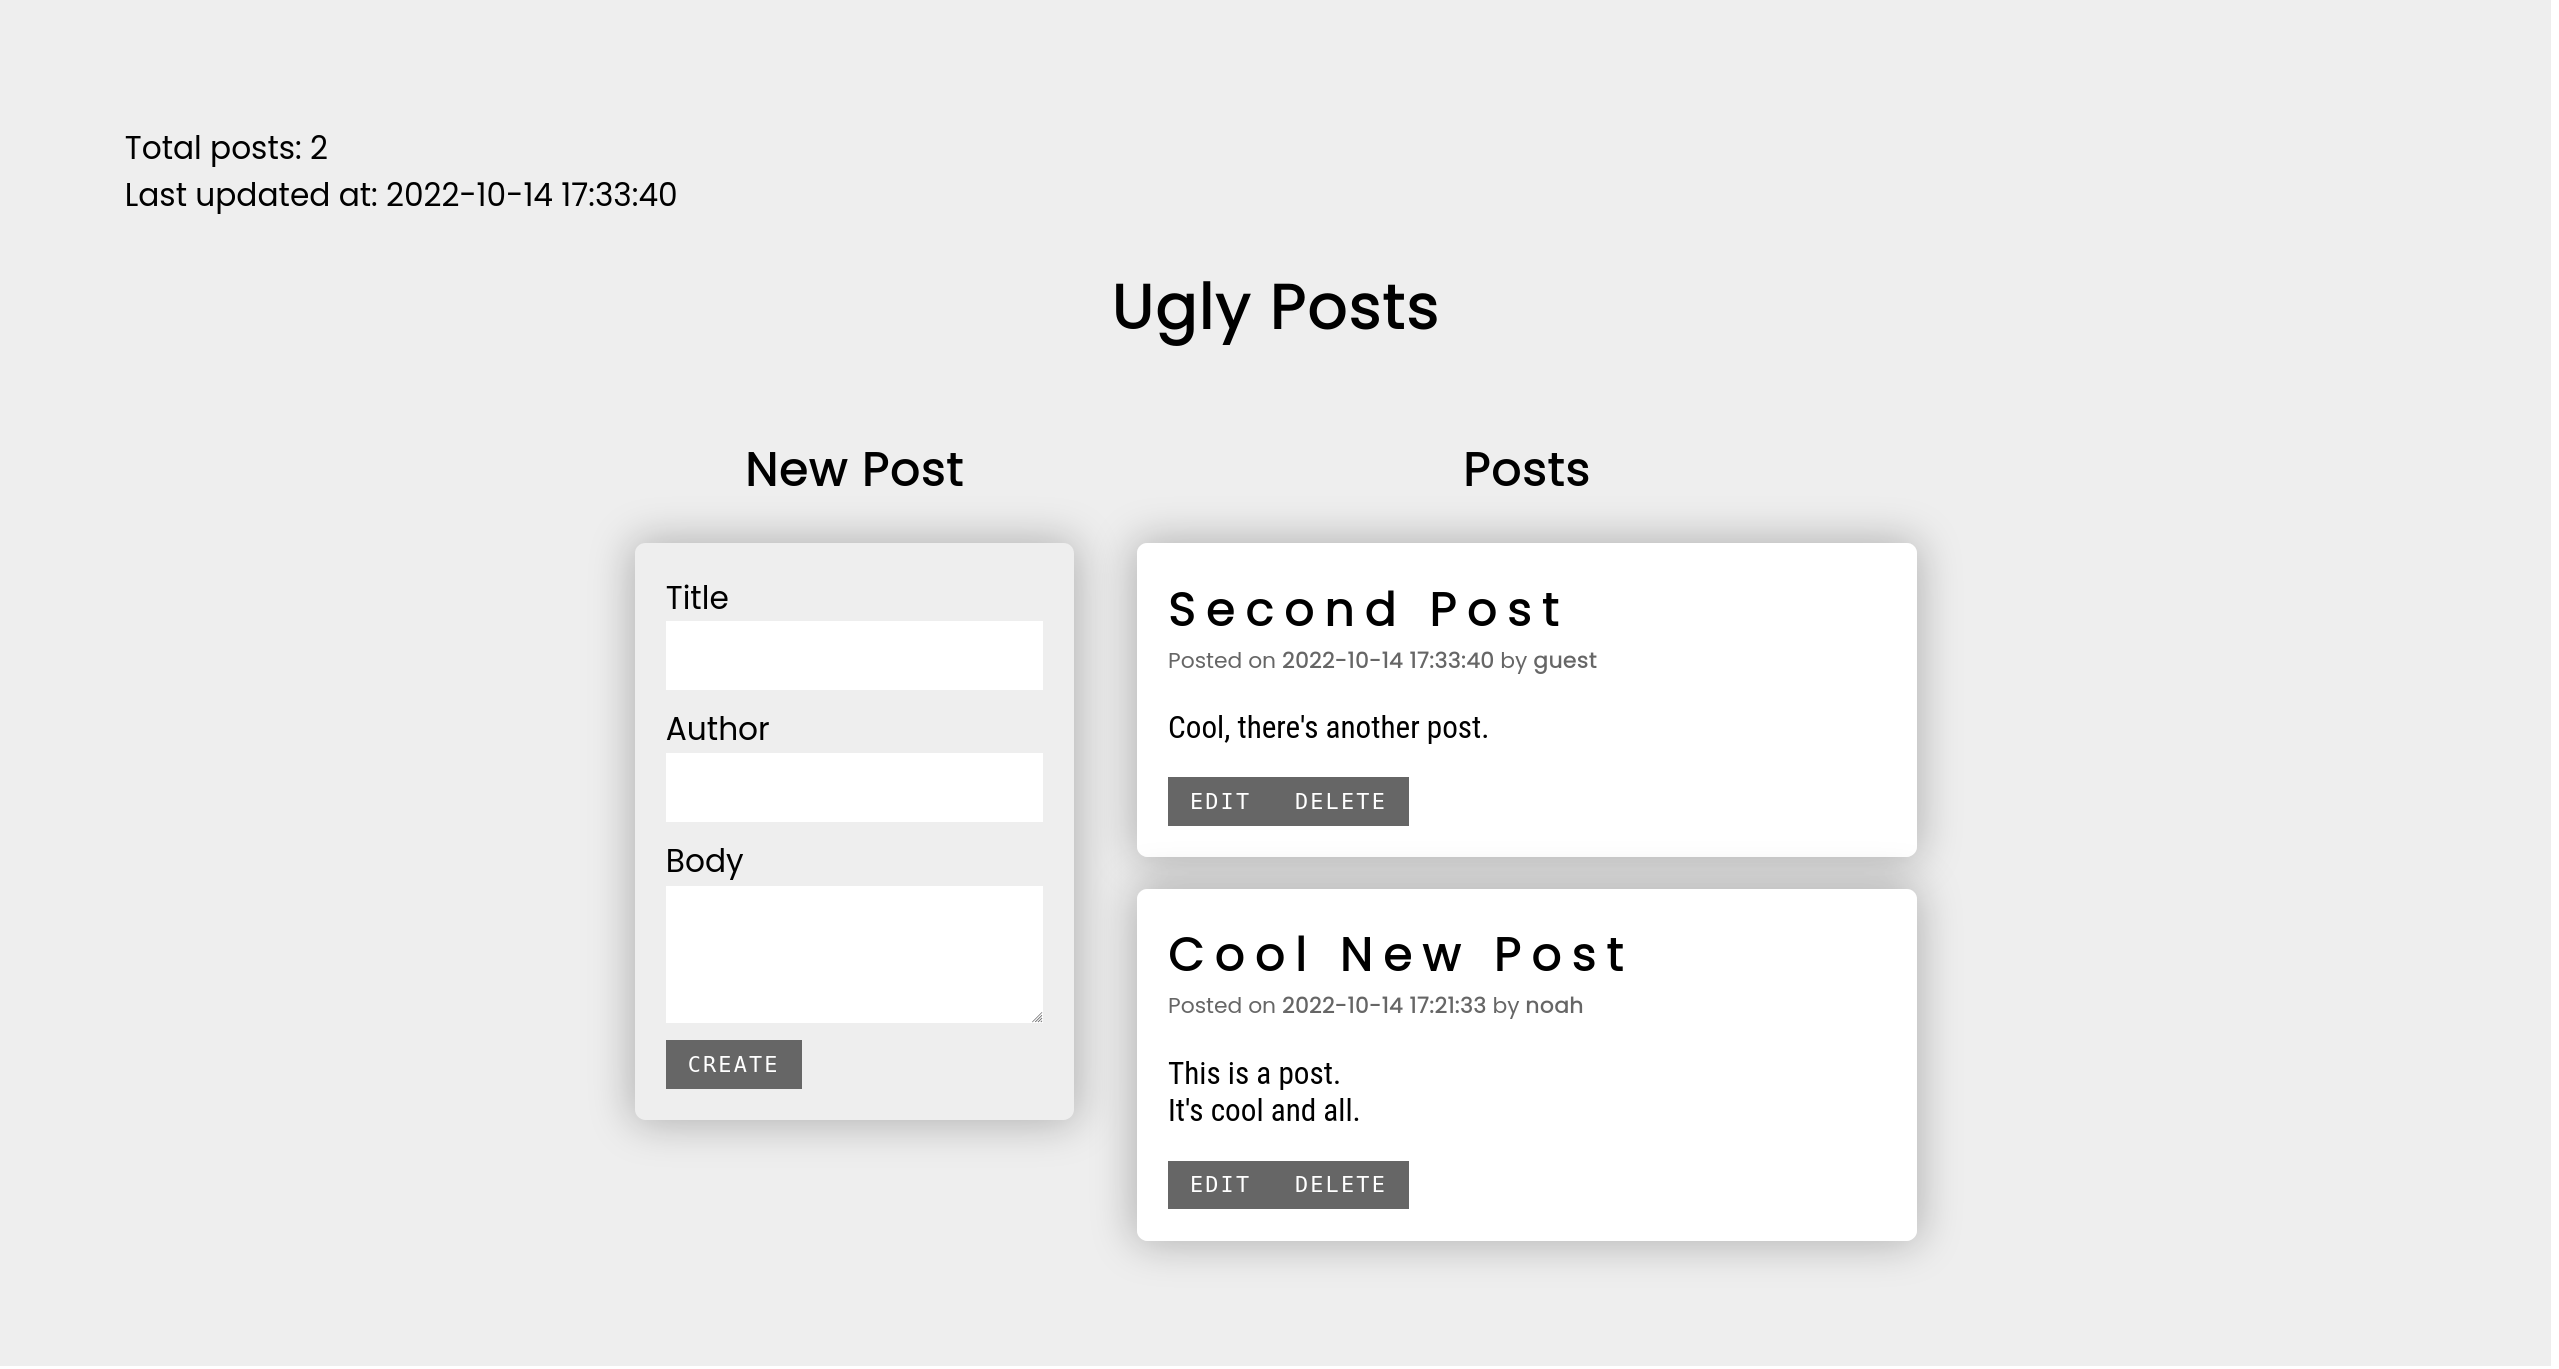 Total posts: 2
Last updated at: 2022-10-14 17:33:40
Ugly Posts
New Post
Title
Author
Body
CREATE
Posts
Second Post
Posted on 2022-10-14 17:33:40 by guest
Cool, there's another post.
EDIT DELETE
Cool New Post
Posted on 2022-10-14 17:21:33 by noah
This is a post.
It's cool and all.
EDIT DELETE